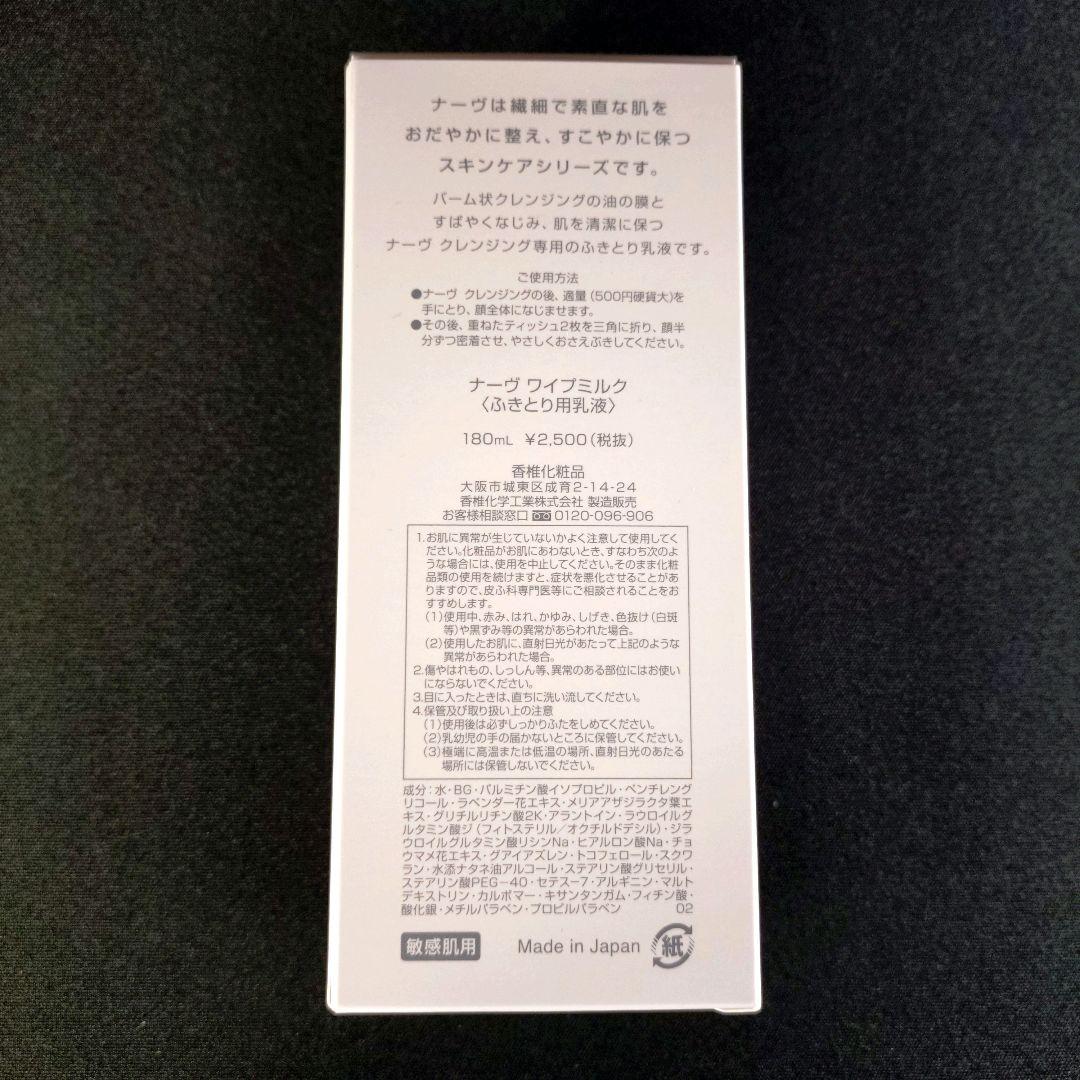 ナーヴは繊細で素直な肌を
おだやかに整え、すこやかに保つ
スキンケアシリーズです。
バーム状クレンジングの油の膜と
すばやくなじみ、肌を清潔に保つ
ナーヴ クレンジング専用のふきとり乳液です。
ご使用方法
●ナーヴ クレンジングの後、適量（500円硬貨大）を
手にとり、顔全体になじませます。
●その後、重ねたティッシュ2枚を三角に折り、顔半
分ずつ密着させ、やさしくおさえぶきしてください。
ナーヴ ワイプミルク
〈ふきとり用乳液〉
180mL ¥2,500（税抜）
香椎化粧品
大阪市城東区成育2-14-24
香椎化学工業株式会社 製造販売
お客様相談窓口 0120-096-906
1.お肌に異常が生じていないかよく注意して使用してく
ださい。化粧品がお肌にあわないとき、すなわち次のよ
うな場合には、使用を中止してください。そのまま化粧
品類の使用を続けますと、症状を悪化させることがあ
りますので、皮ふ科専門医等にご相談されることをお
すすめします。
（1）使用中、赤み、はれ、かゆみ、しげき、色抜け（白斑
等）や黒ずみ等の異常があらわれた場合。
（2）使用したお肌に、直射日光があたって上記のような
異常があらわれた場合。
2.傷やはれもの、しっしん等、異常のある部位にはお使い
にならないでください。
3.目に入ったときは、直ちに洗い流してください。
4.保管及び取り扱い上の注意
（1）使用後は必ずしっかりふたをしめてください。
（2）乳幼児の手の届かないところに保管してください。
（3）極端に高温または低温の場所、直射日光のあたる
場所には保管しないでください。
成分：水・BG・パルミチン酸イソプロピル・ペンチレング
リコール・ラベンダー花エキス・メリアアザジラクタ葉エ
キス・グリチルリチン酸2K・アラントイン・ラウロイルグ
ルタミン酸ジ（フィトステリル／オクチルドデシル）・ジラ
ウロイルグルタミン酸リシンNa・ヒアルロン酸Na・チョ
ウマメ花エキス・グアイアズレン・トコフェロール・スクワ
ラン・水添ナタネ油アルコール・ステアリン酸グリセリル・
ステアリン酸PEG－40・セテス－7・アルギニン・マルト
デキストリン・カルボマー・キサンタンガム・フィチン酸・
酸化銀・メチルパラベン・プロピルパラベン 02
敏感肌用 Made in Japan 紙